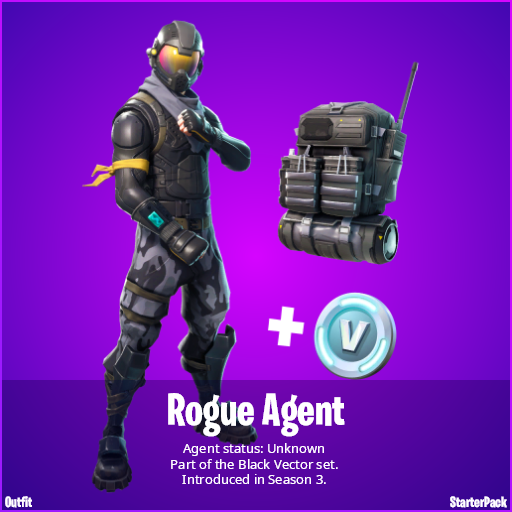 V
Rogue Agent
Agent status: Unknown
Part of the Black Vector set.
Introduced in Season 3.
Outfit
StarterPack